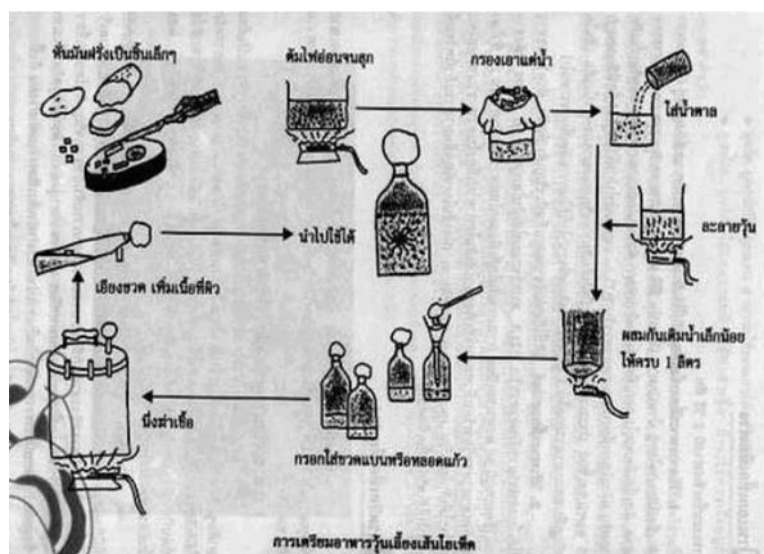 หั่นมันฝรั่งเป็นชิ้นเล็กๆ
ต้มไฟอ่อนจนสุก
กรองเอาแต่น้ำ
ใส่น้ำตาล
ละลายวุ้น
ผสมกันเติมน้ำเล็กน้อย
ให้ครบ 1 ลิตร
กรอกใส่ขวดแบนหรือหลอดแก้ว
นึ่งฆ่าเชื้อ
เอียงขวด เพิ่มเนื้อที่ผิว
นำไปใช้ได้
การเตรียมอาหารวุ้นเลี้ยงเส้นใยเห็ด